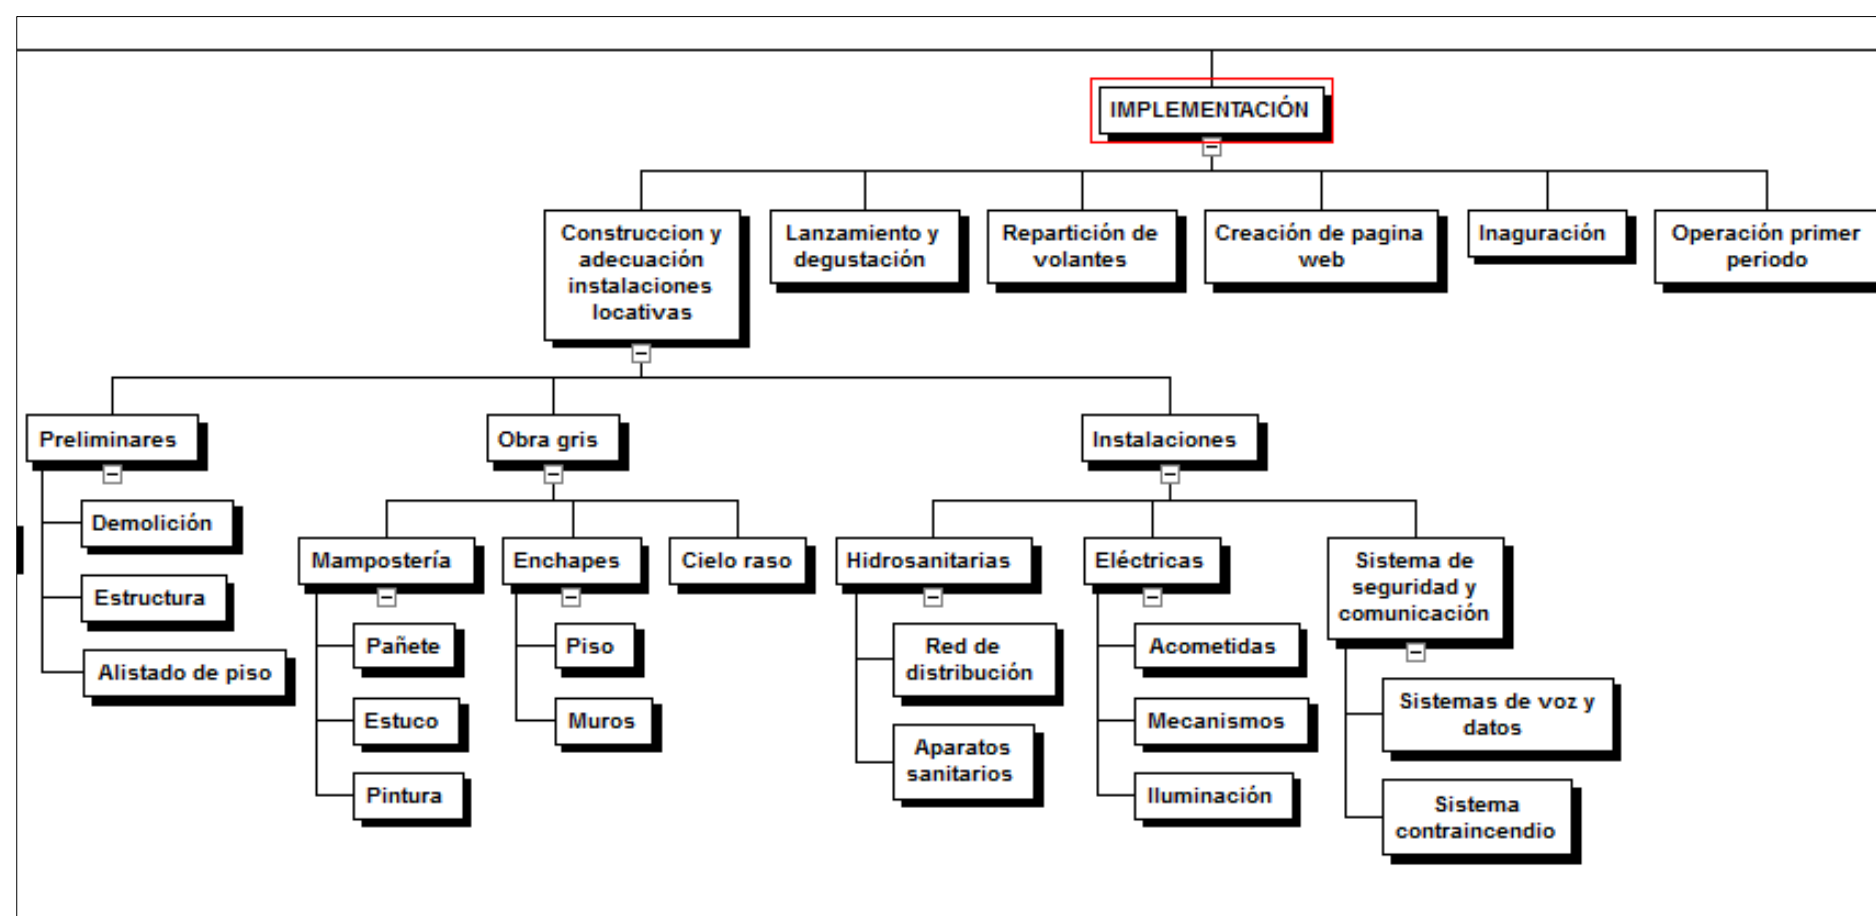 IMPLEMENTACIÓN
Construccion y
adecuación
instalaciones
locativas
Lanzamiento y
degustación
Repartición de
volantes
Creación de pagina
web
Inaguración
Operación primer
periodo
Preliminares
Obra gris
Instalaciones
Demolición
Estructura
Alistado de piso
Mampostería
Pañete
Estuco
Pintura
Enchapes
Piso
Muros
Cielo raso
Hidrosanitarias
Red de
distribución
Aparatos
sanitarios
Eléctricas
Acometidas
Mecanismos
Iluminación
Sistema de
seguridad y
comunicación
Sistemas de voz y
datos
Sistema
contraincendio